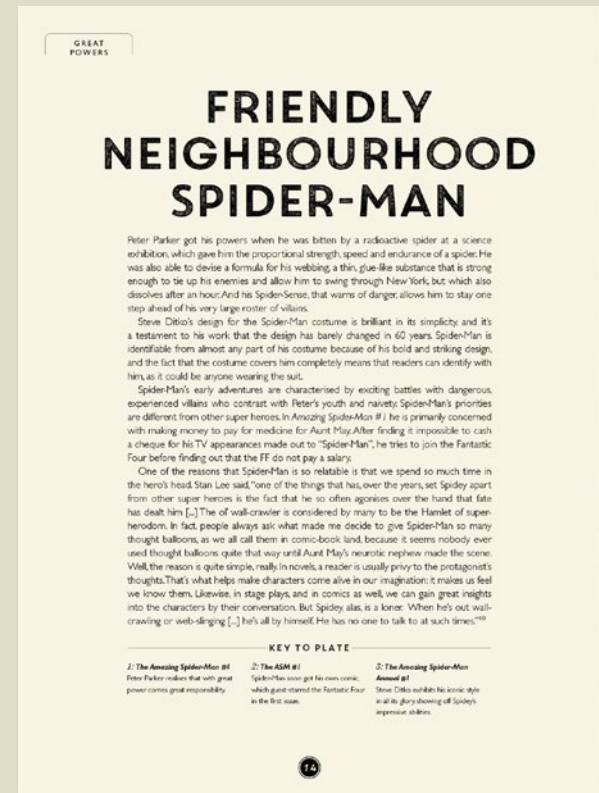 GREAT
POWERS
FRIENDLY
NEIGHBOURHOOD
SPIDER-MAN
Peter Parker got his powers when he was bitten by a radioactive spider at a science
exhibition, which gave him the proportional strength, speed and endurance of a spider. He
was also able to devise a formula for his webbing, a thin, glue-like substance that is strong
enough to tie up his enemies and allow him to swing through New York, but which also
dissolves after an hour. And his Spider-Sense, that warns of danger, allows him to stay one
step ahead of his very large roster of villains.
Steve Ditko's design for the Spider-Man costume is brilliant in its simplicity, and it's
a testament to his work that the design has barely changed in 60 years. Spider-Man is
identifiable from almost any part of his costume because of his bold and striking design,
and the fact that the costume covers him completely means that readers can identify with
him, as it could be anyone wearing the suit.
Spider-Man's early adventures are characterised by exciting battles with dangerous,
experienced villains who contrast with Peter's youth and naivety. Spider-Man's priorities
are different from other super heroes. In Amazing Spider-Man #1 he is primarily concerned
with making money to pay for medicine for Aunt May. After finding it impossible to cash
a cheque for his TV appearances made out to "Spider-Man", he tries to join the Fantastic
Four before finding out that the FF do not pay a salary.
One of the reasons that Spider-Man is so relatable is that we spend so much time in
the hero's head. Stan Lee said, "one of the things that has, over the years, set Spidey apart
from other super heroes is the fact that he so often agonises over the hand that fate
has dealt him [...] The ol' wall-crawler is considered by many to be the Hamlet of super-
herodom. In fact, people always ask what made me decide to give Spider-Man so many
thought balloons, as we all call them in comic-book land, because it seems nobody ever
used thought balloons quite that way until Aunt May's neurotic nephew made the scene.
Well, the reason is quite simple, really. In novels, a reader is usually privy to the protagonist's
thoughts. That's what helps make characters come alive in our imagination; it makes us feel
we know them. Likewise, in stage plays, and in comics as well, we can gain great insights
into the characters by their conversation. But Spidey, alas, is a loner. When he's out wall-
crawling or web-slinging [...] he's all by himself. He has no one to talk to at such times."
KEY TO PLATE
1: The Amazing Spider-Man #4
Peter Parker realises that with great
power comes great responsibility.
2: The ASM #1
Spider-Man soon got his own comic,
which guest-starred the Fantastic Four
in the first issue.
3: The Amazing Spider-Man
Annual #1
Steve Ditko exhibits his iconic style
in all its glory, showing off Spidey's
impressive abilities.
14